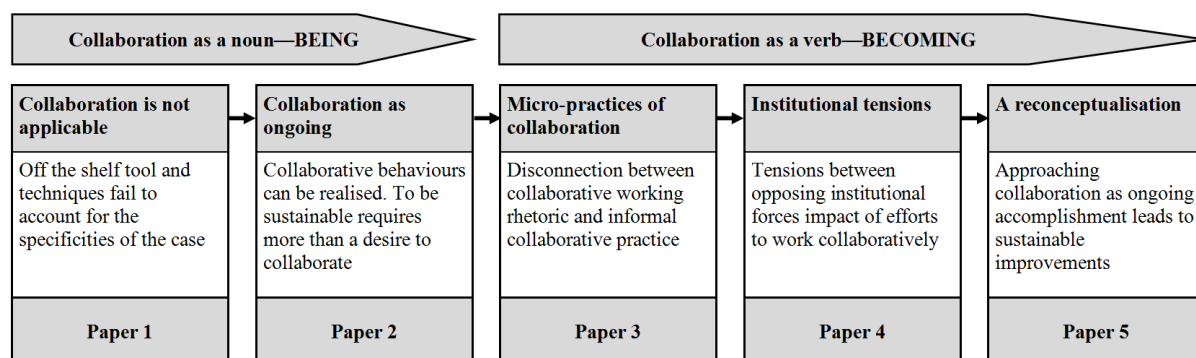 Collaboration as a noun—BEING
Collaboration as a verb—BECOMING
Collaboration is not
applicable
Off the shelf tool and
techniques fail to
account for the
specificities of the case
Paper 1
Collaboration as
ongoing
Collaborative behaviours
can be realised. To be
sustainable requires
more than a desire to
collaborate
Paper 2
Micro-practices of
collaboration
Disconnection between
collaborative working
rhetoric and informal
collaborative practice
Paper 3
Institutional tensions
Tensions between
opposing institutional
forces impact of efforts
to work collaboratively
Paper 4
A reconceptualisation
Approaching
collaboration as ongoing
accomplishment leads to
sustainable
improvements
Paper 5